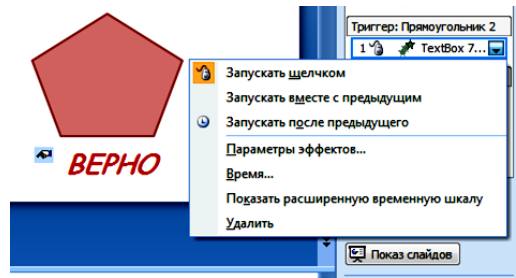 Триггер: Прямоугольник 2
1 TextBox 7...
Запускать щелчком
Запускать вместе с предыдущим
Запускать после предыдущего
Параметры эффектов...
Время...
Показать расширенную временную шкалу
Удалить
ВЕРНО
Показ слайдов